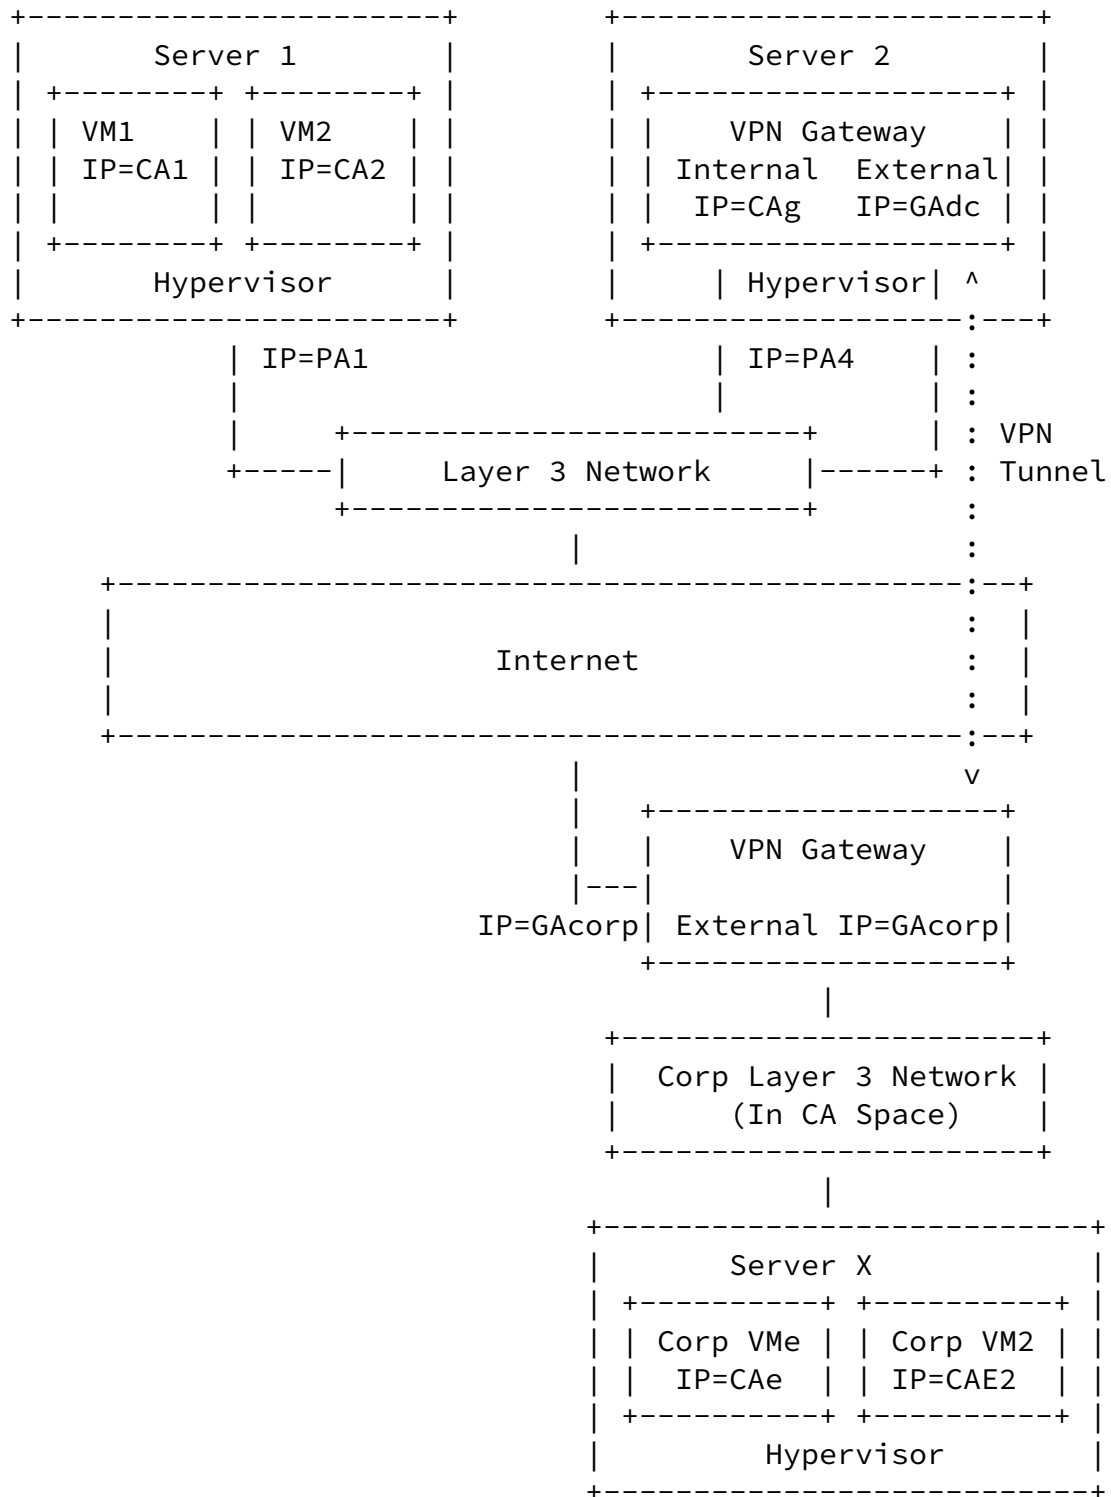 Server 1 Server 2
VM1 VM2 VPN Gateway
IP=CA1 IP=CA2 Internal External
IP=CAg IP=GAdc
Hypervisor Hypervisor
IP=PA1 IP=PA4
VPN
Layer 3 Network Tunnel
Internet
VPN Gateway
IP=GAcorp External IP=GAcorp
Corp Layer 3 Network
(In CA Space)
Server X
Corp VMe Corp VM2
IP=CAe IP=CAE2
Hypervisor